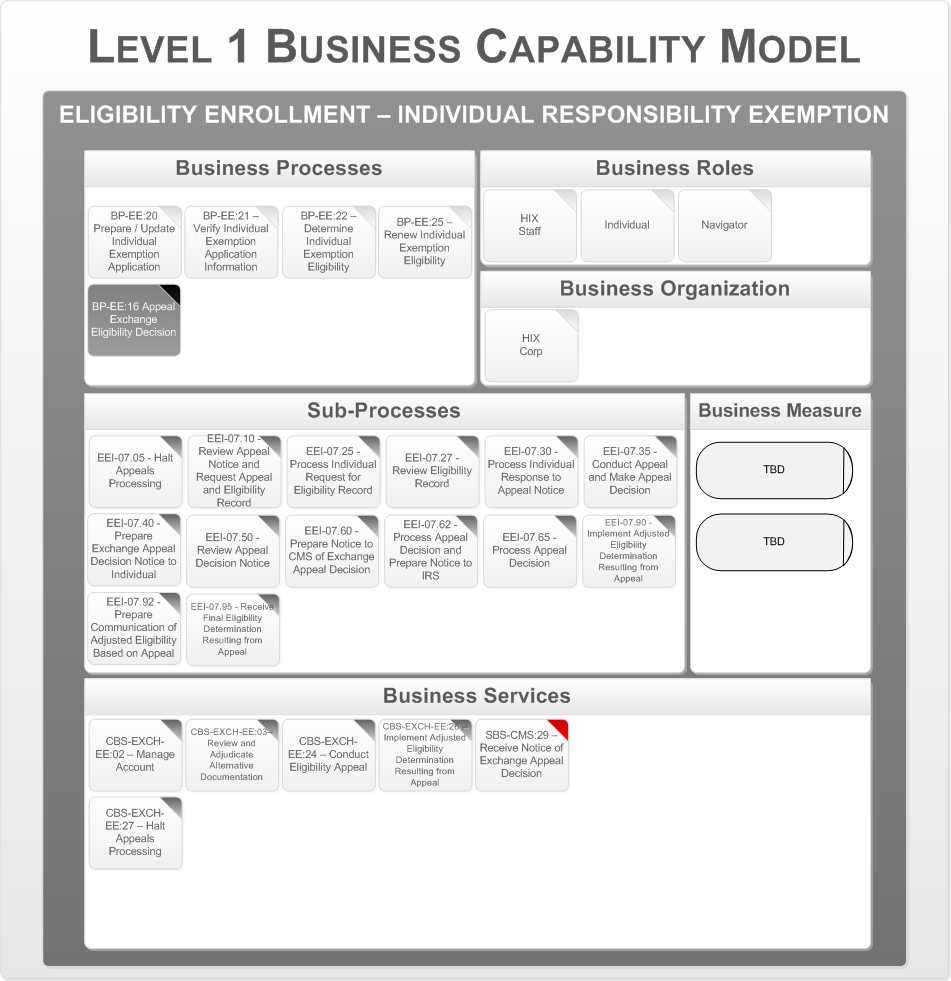 LEVEL 1 BUSINESS CAPABILITY MODEL
ELIGIBILITY ENROLLMENT – INDIVIDUAL RESPONSIBILITY EXEMPTION
Business Processes
BP-EE:20
Prepare / Update
Individual
Exemption
Application
BP-EE:21 –
Verify Individual
Exemption
Application
Information
BP-EE:22 –
Determine
Individual
Exemption
Eligibility
BP-EE:25 –
Renew Individual
Exemption
Eligibility
BP-EE:16 Appeal
Exchange
Eligibility Decision
Business Roles
HIX
Staff
Individual
Navigator
Business Organization
HIX
Corp
Sub-Processes
EEI-07.05 - Halt
Appeals
Processing
EEI-07.10 -
Review Appeal
Notice and
Request Appeal
and Eligibility
Record
EEI-07.25 -
Process Individual
Request for
Eligibility Record
EEI-07.27 -
Review Eligibility
Record
EEI-07.30 -
Process Individual
Response to
Appeal Notice
EEI-07.35 -
Conduct Appeal
and Make Appeal
Decision
EEI-07.40 -
Prepare
Exchange Appeal
Decision Notice to
Individual
EEI-07.50 -
Review Appeal
Decision Notice
EEI-07.60 -
Prepare Notice to
CMS of Exchange
Appeal Decision
EEI-07.62 -
Process Appeal
Decision and
Prepare Notice to
IRS
EEI-07.65 -
Process Appeal
Decision
EEI-07.90 -
Implement Adjusted
Eligibility
Determination
Resulting from
Appeal
EEI-07.92 -
Prepare
Communication of
Adjusted Eligibility
Based on Appeal
EEI-07.95 - Receive
Final Eligibility
Determination
Resulting from
Appeal
Business Measure
TBD
TBD
Business Services
CBS-EXCH-
EE:02 – Manage
Account
CBS-EXCH-EE:03–
Review and
Adjudicate
Alternative
Documentation
CBS-EXCH-
EE:24 – Conduct
Eligibility Appeal
CBS-EXCH-EE:26 –
Implement Adjusted
Eligibility
Determination
Resulting from
Appeal
SBS-CMS:29 –
Receive Notice of
Exchange Appeal
Decision
CBS-EXCH-
EE:27 – Halt
Appeals
Processing